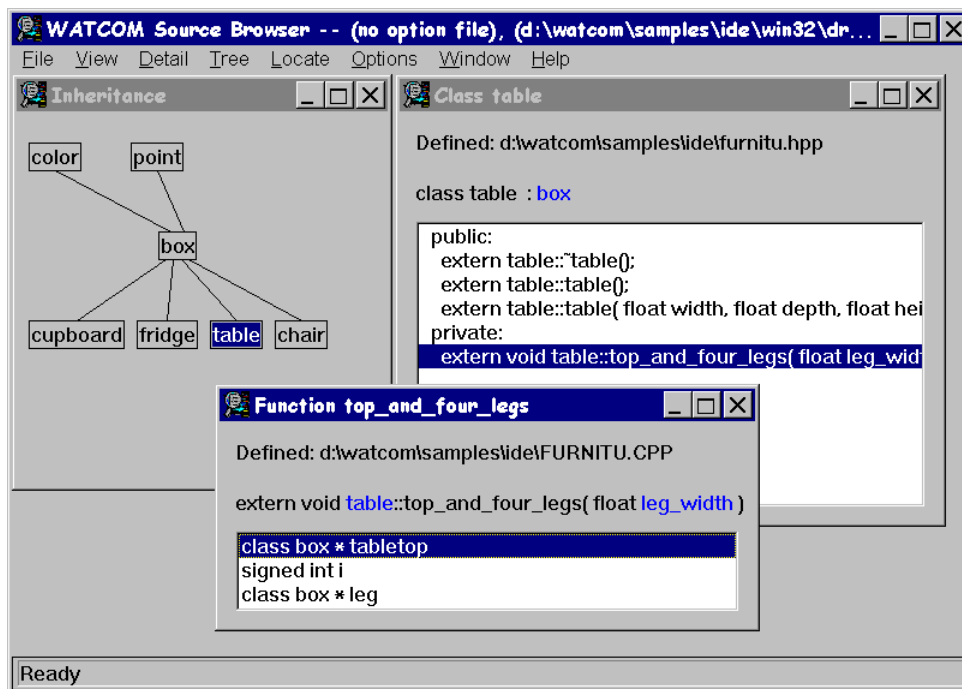 WATCOM Source Browser -- (no option file), (d:\watcom\samples\ide\win32\dr...
File View Detail Tree Locate Options Window Help
Inheritance
color point
box
cupboard fridge table chair
Class table
Defined: d:\watcom\samples\ide\furnitu.hpp
class table : box
public:
extern table::~table();
extern table::table();
extern table::table( float width, float depth, float hei
private:
extern void table::top_and_four_legs( float leg_widt
Function top_and_four_legs
Defined: d:\watcom\samples\ide\FURNITU.CPP
extern void table::top_and_four_legs( float leg_width )
class box * tabletop
signed int i
class box * leg
Ready